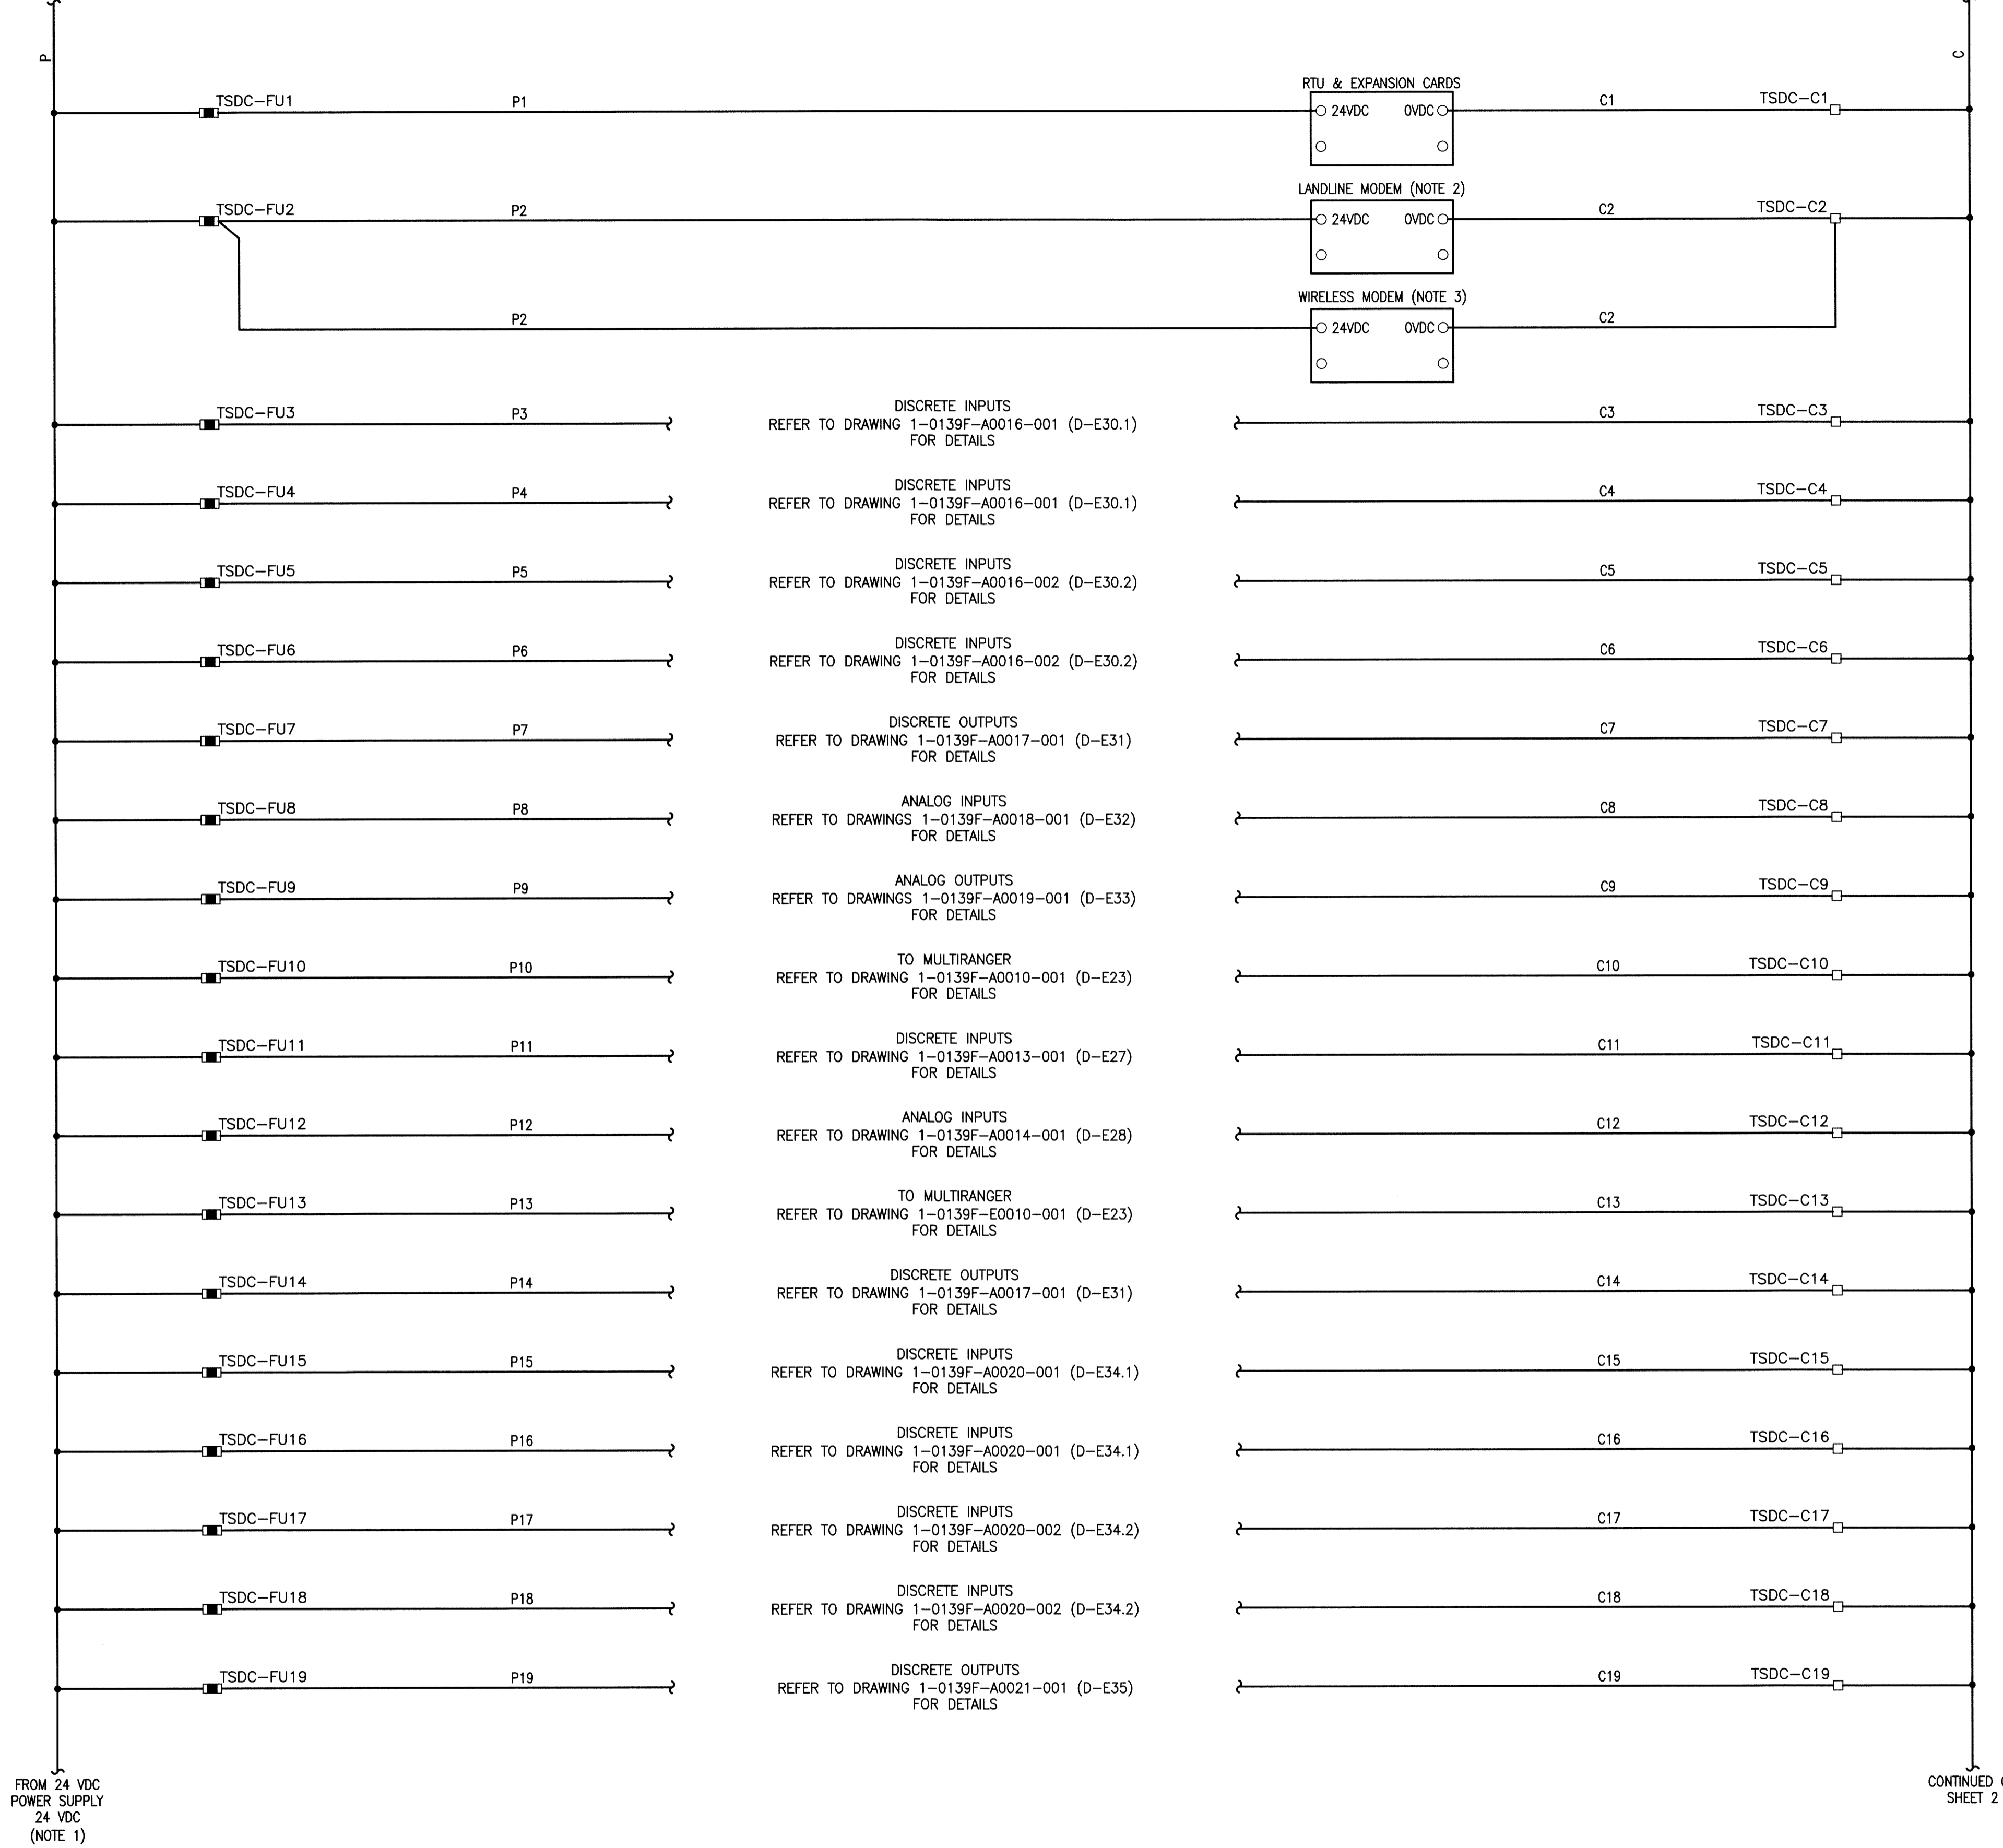 P
C
RTU & EXPANSION CARDS
TSDC-FU1 P1 24VDC 0VDC C1 TSDC-C1
LANDLINE MODEM (NOTE 2)
TSDC-FU2 P2 24VDC 0VDC C2 TSDC-C2
WIRELESS MODEM (NOTE 3)
P2 24VDC 0VDC C2
DISCRETE INPUTS
TSDC-FU3 P3 REFER TO DRAWING 1-0139F-A0016-001 (D-E30.1) C3 TSDC-C3
FOR DETAILS
DISCRETE INPUTS
TSDC-FU4 P4 REFER TO DRAWING 1-0139F-A0016-001 (D-E30.1) C4 TSDC-C4
FOR DETAILS
DISCRETE INPUTS
TSDC-FU5 P5 REFER TO DRAWING 1-0139F-A0016-002 (D-E30.2) C5 TSDC-C5
FOR DETAILS
DISCRETE INPUTS
TSDC-FU6 P6 REFER TO DRAWING 1-0139F-A0016-002 (D-E30.2) C6 TSDC-C6
FOR DETAILS
DISCRETE OUTPUTS
TSDC-FU7 P7 REFER TO DRAWING 1-0139F-A0017-001 (D-E31) C7 TSDC-C7
FOR DETAILS
ANALOG INPUTS
TSDC-FU8 P8 REFER TO DRAWINGS 1-0139F-A0018-001 (D-E32) C8 TSDC-C8
FOR DETAILS
ANALOG OUTPUTS
TSDC-FU9 P9 REFER TO DRAWINGS 1-0139F-A0019-001 (D-E33) C9 TSDC-C9
FOR DETAILS
TO MULTIRANGER
TSDC-FU10 P10 REFER TO DRAWING 1-0139F-A0010-001 (D-E23) C10 TSDC-C10
FOR DETAILS
DISCRETE INPUTS
TSDC-FU11 P11 REFER TO DRAWING 1-0139F-A0013-001 (D-E27) C11 TSDC-C11
FOR DETAILS
ANALOG INPUTS
TSDC-FU12 P12 REFER TO DRAWING 1-0139F-A0014-001 (D-E28) C12 TSDC-C12
FOR DETAILS
TO MULTIRANGER
TSDC-FU13 P13 REFER TO DRAWING 1-0139F-E0010-001 (D-E23) C13 TSDC-C13
FOR DETAILS
DISCRETE OUTPUTS
TSDC-FU14 P14 REFER TO DRAWING 1-0139F-A0017-001 (D-E31) C14 TSDC-C14
FOR DETAILS
DISCRETE INPUTS
TSDC-FU15 P15 REFER TO DRAWING 1-0139F-A0020-001 (D-E34.1) C15 TSDC-C15
FOR DETAILS
DISCRETE INPUTS
TSDC-FU16 P16 REFER TO DRAWING 1-0139F-A0020-001 (D-E34.1) C16 TSDC-C16
FOR DETAILS
DISCRETE INPUTS
TSDC-FU17 P17 REFER TO DRAWING 1-0139F-A0020-002 (D-E34.2) C17 TSDC-C17
FOR DETAILS
DISCRETE INPUTS
TSDC-FU18 P18 REFER TO DRAWING 1-0139F-A0020-002 (D-E34.2) C18 TSDC-C18
FOR DETAILS
DISCRETE OUTPUTS
TSDC-FU19 P19 REFER TO DRAWING 1-0139F-A0021-001 (D-E35) C19 TSDC-C19
FOR DETAILS
FROM 24 VDC
POWER SUPPLY
24 VDC
(NOTE 1)
CONTINUED
SHEET 2